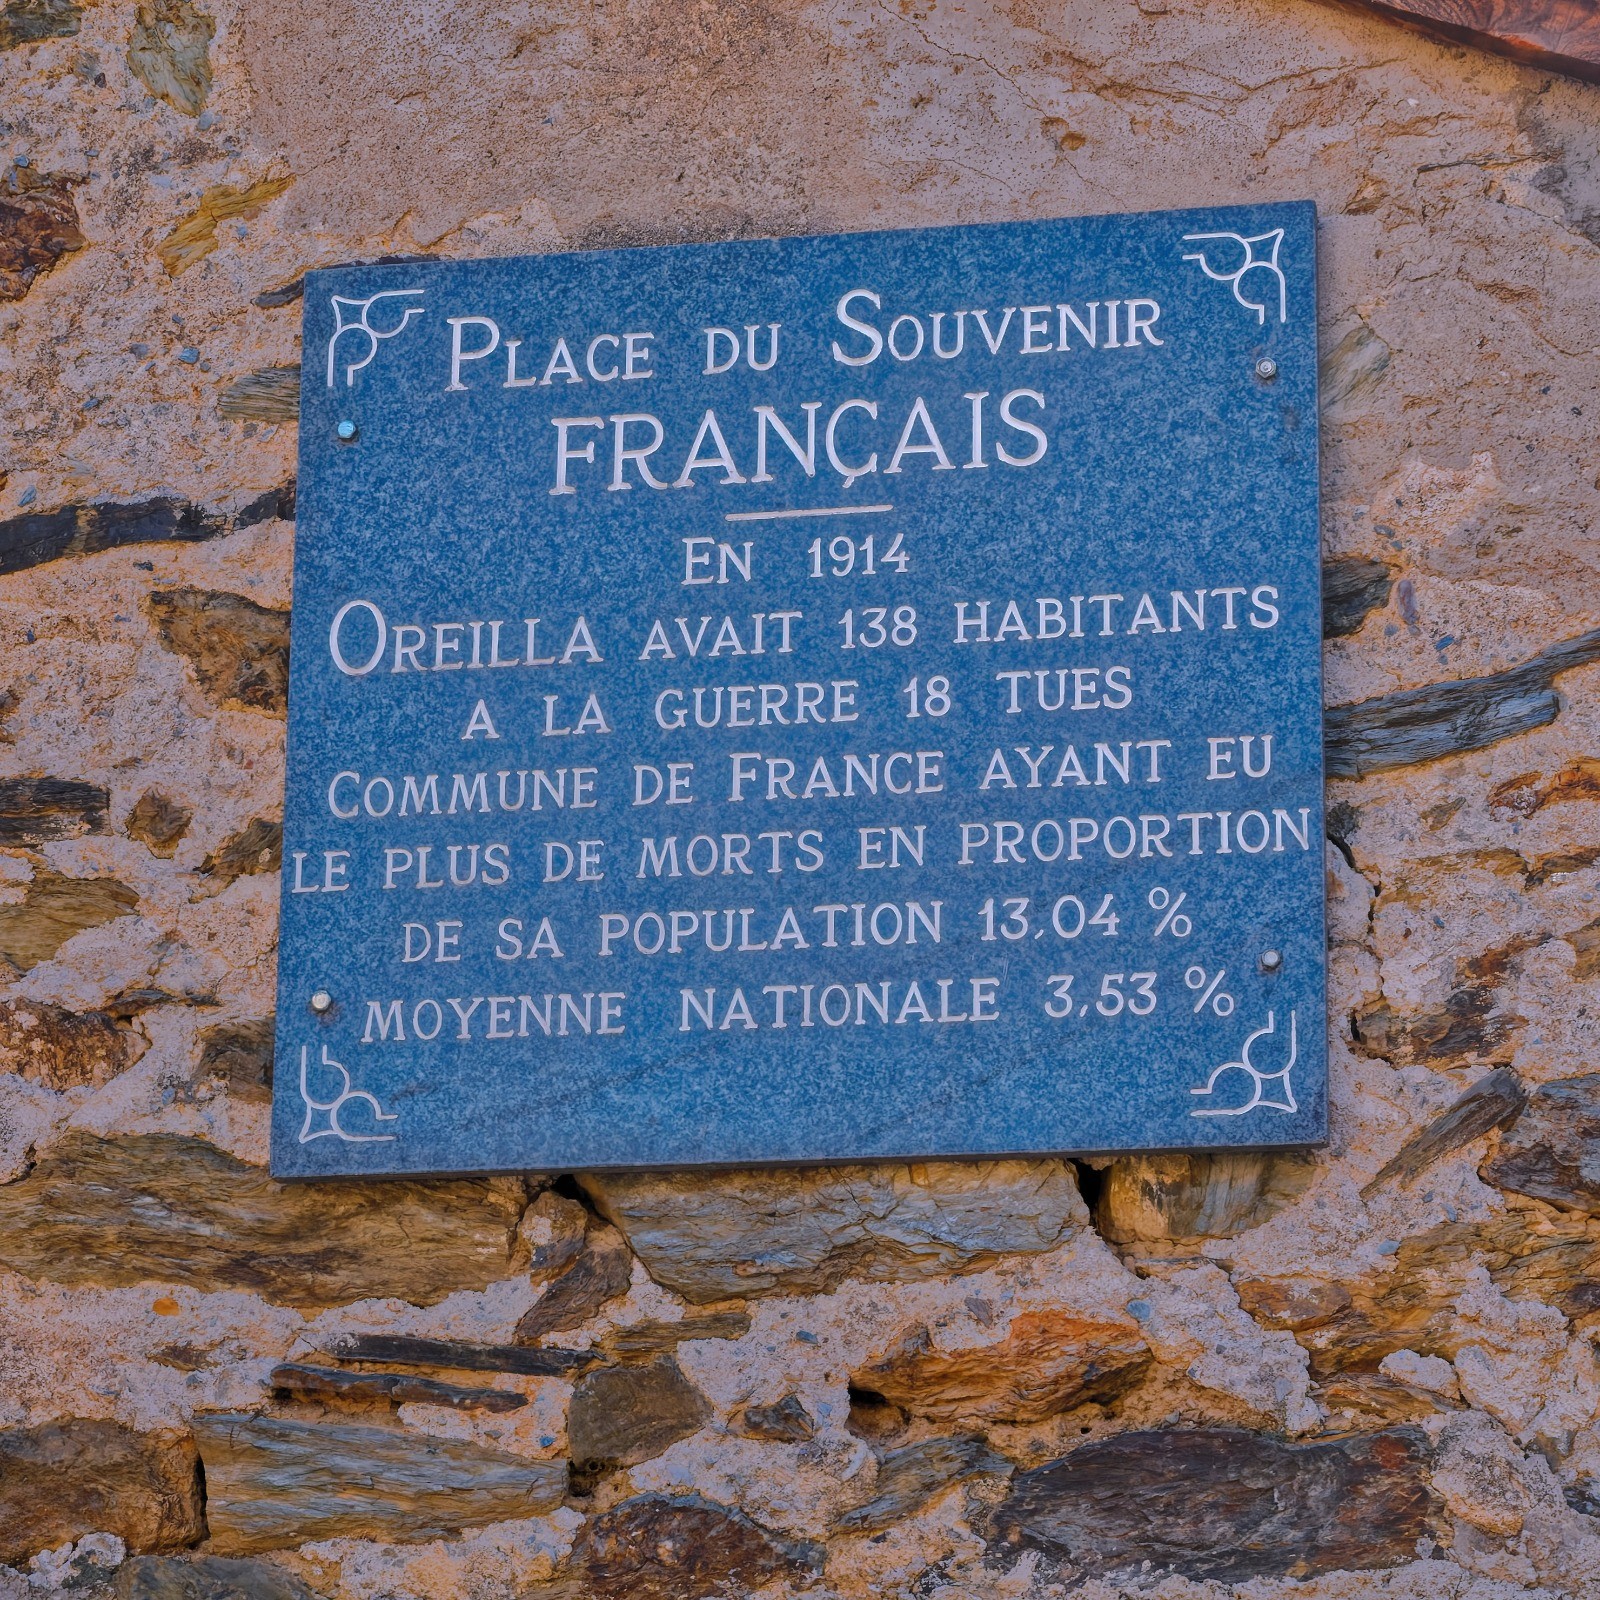 Place du Souvenir
FRANÇAIS
En 1914
Oreilla avait 138 habitants
a la guerre 18 tues
Commune de France ayant eu
le plus de morts en proportion
de sa population 13,04 %
moyenne nationale 3,53 %